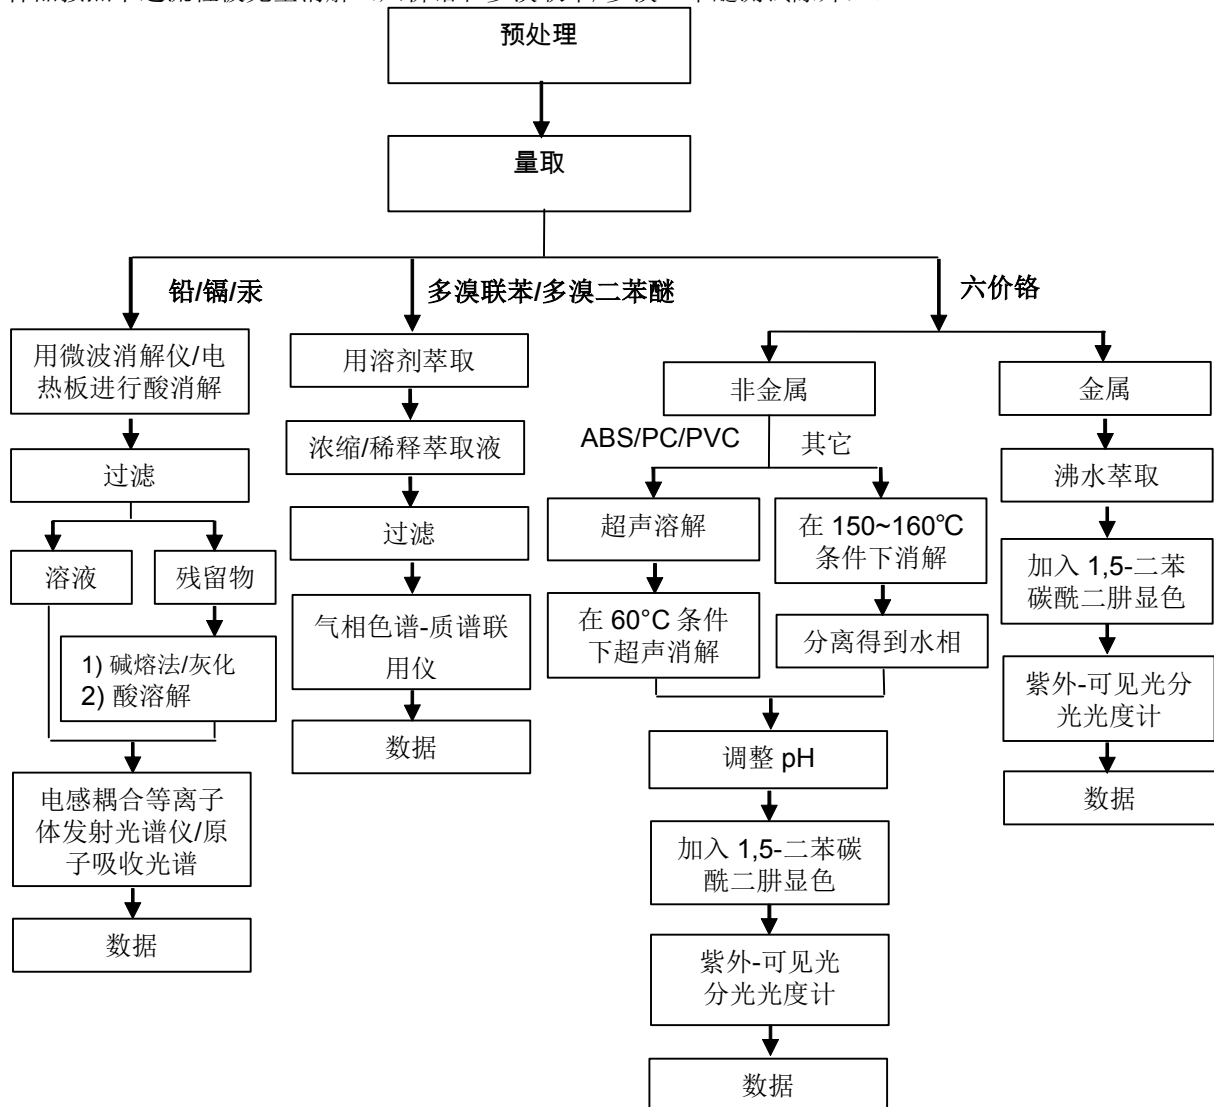 预处理
量取
铅/镉/汞
多溴联苯/多溴二苯醚
六价铬
用微波消解仪/电
热板进行酸消解
过滤
溶液
残留物
1) 碱熔法/灰化
2) 酸溶解
电感耦合等离子
体发射光谱仪/原
子吸收光谱
数据
用溶剂萃取
浓缩/稀释萃取液
过滤
气相色谱-质谱联
用仪
数据
非金属
ABS/PC/PVC
其它
超声溶解
在 60°C 条件
下超声消解
在 150~160℃
条件下消解
分离得到水相
调整 pH
加入 1,5-二苯碳
酰二肼显色
紫外-可见光
分光光度计
数据
金属
沸水萃取
加入 1,5-二苯
碳酰二肼显色
紫外-可见光分
光光度计
数据